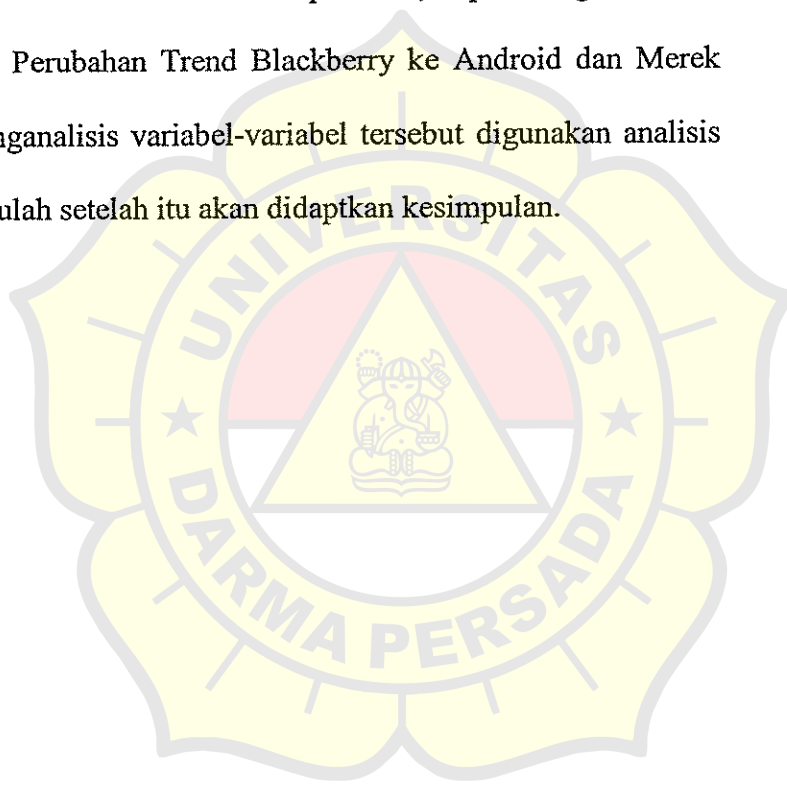 Perubahan Trend Blackberry ke Android dan Merek
nganalisis variabel-variabel tersebut digunakan analisis
ulah setelah itu akan didaptkan kesimpulan.
UNIVERSITAS
DARMA PERSADA